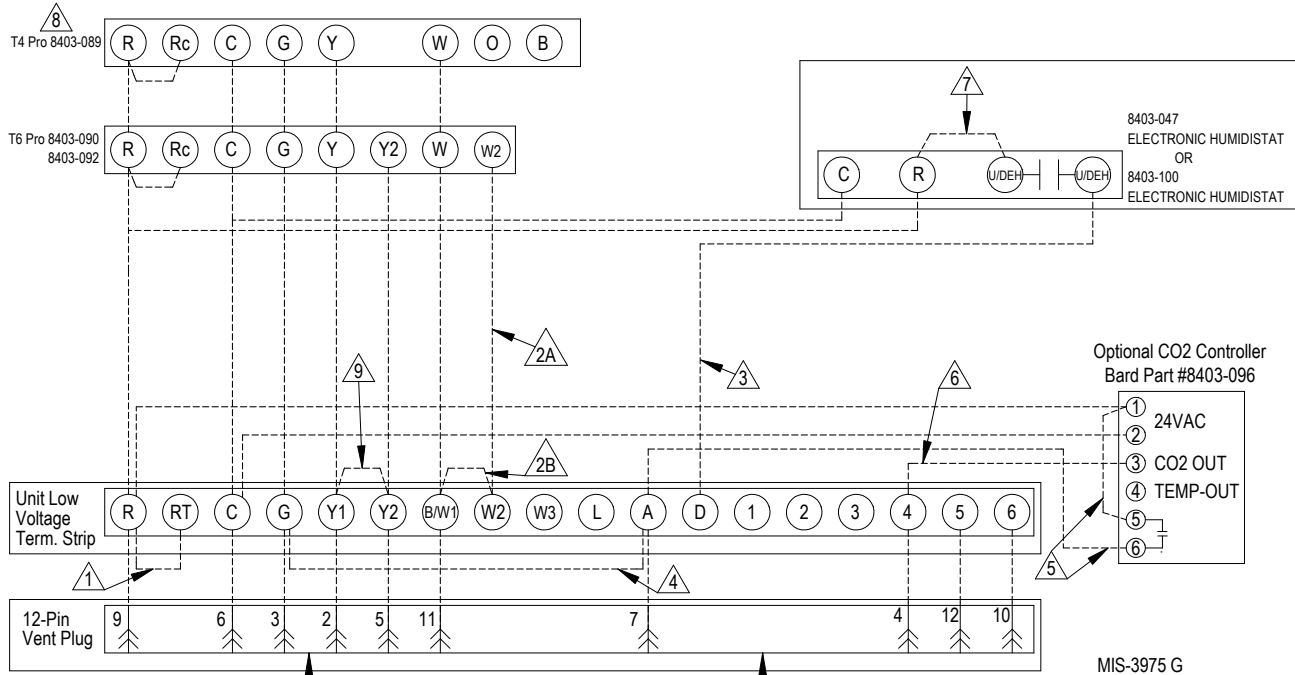 8
T4 Pro 8403-089 R Rc C G Y W O B
7
T6 Pro 8403-090
8403-092
R Rc C G Y Y2 W W2
C R U/DEH U/DEH
8403-047
ELECTRONIC HUMIDISTAT
OR
8403-100
ELECTRONIC HUMIDISTAT
2A
9
3
6
2B
Optional CO2 Controller
Bard Part #8403-096
1
24VAC
2
3 CO2 OUT
4 TEMP-OUT
5
6
Unit Low
Voltage
Term. Strip
R RT C G Y1 Y2 B/W1 W2 W3 L A D 1 2 3 4 5 6
1
4
5
12-Pin
Vent Plug
9 6 3 2 5 11 7 4 12 10
MIS-3975 G